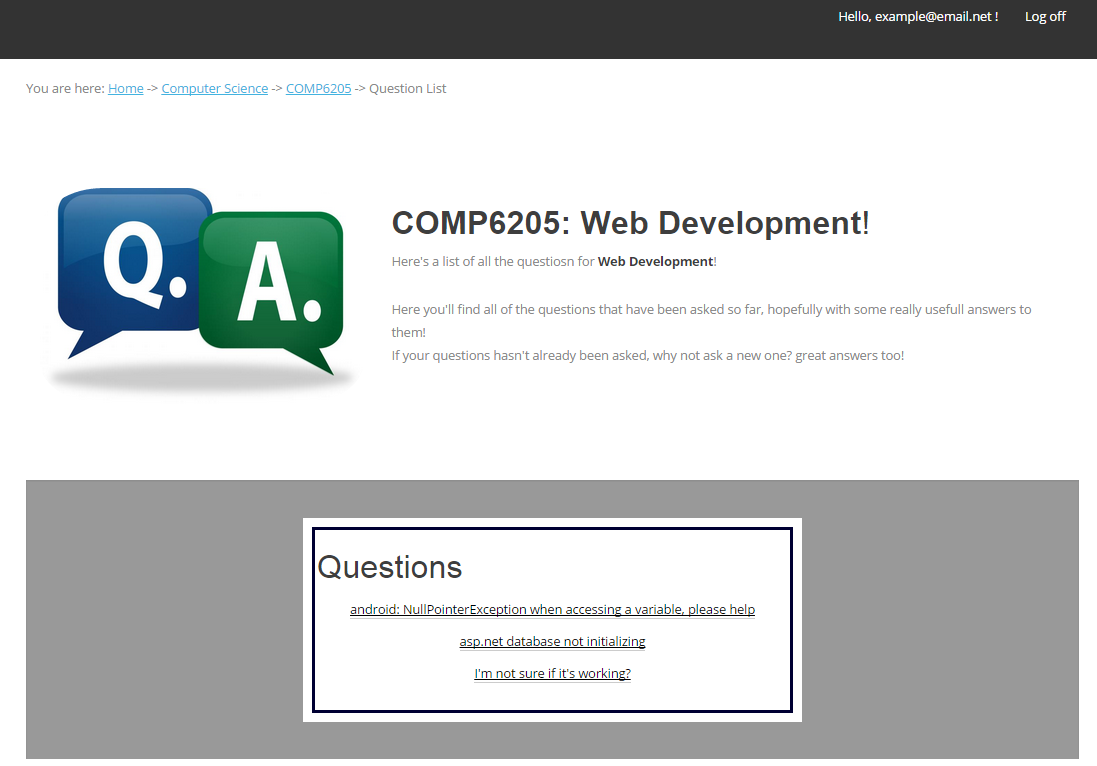 Hello, example@email.net !
Log off
You are here: Home -> Computer Science -> COMP6205 -> Question List
Q.
A.
COMP6205: Web Development!
Here's a list of all the questiosn for Web Development!
Here you'll find all of the questions that have been asked so far, hopefully with some really usefull answers to
them!
If your questions hasn't already been asked, why not ask a new one? great answers too!
Questions
android: NullPointerException when accessing a variable, please help
asp.net database not initializing
I'm not sure if it's working?